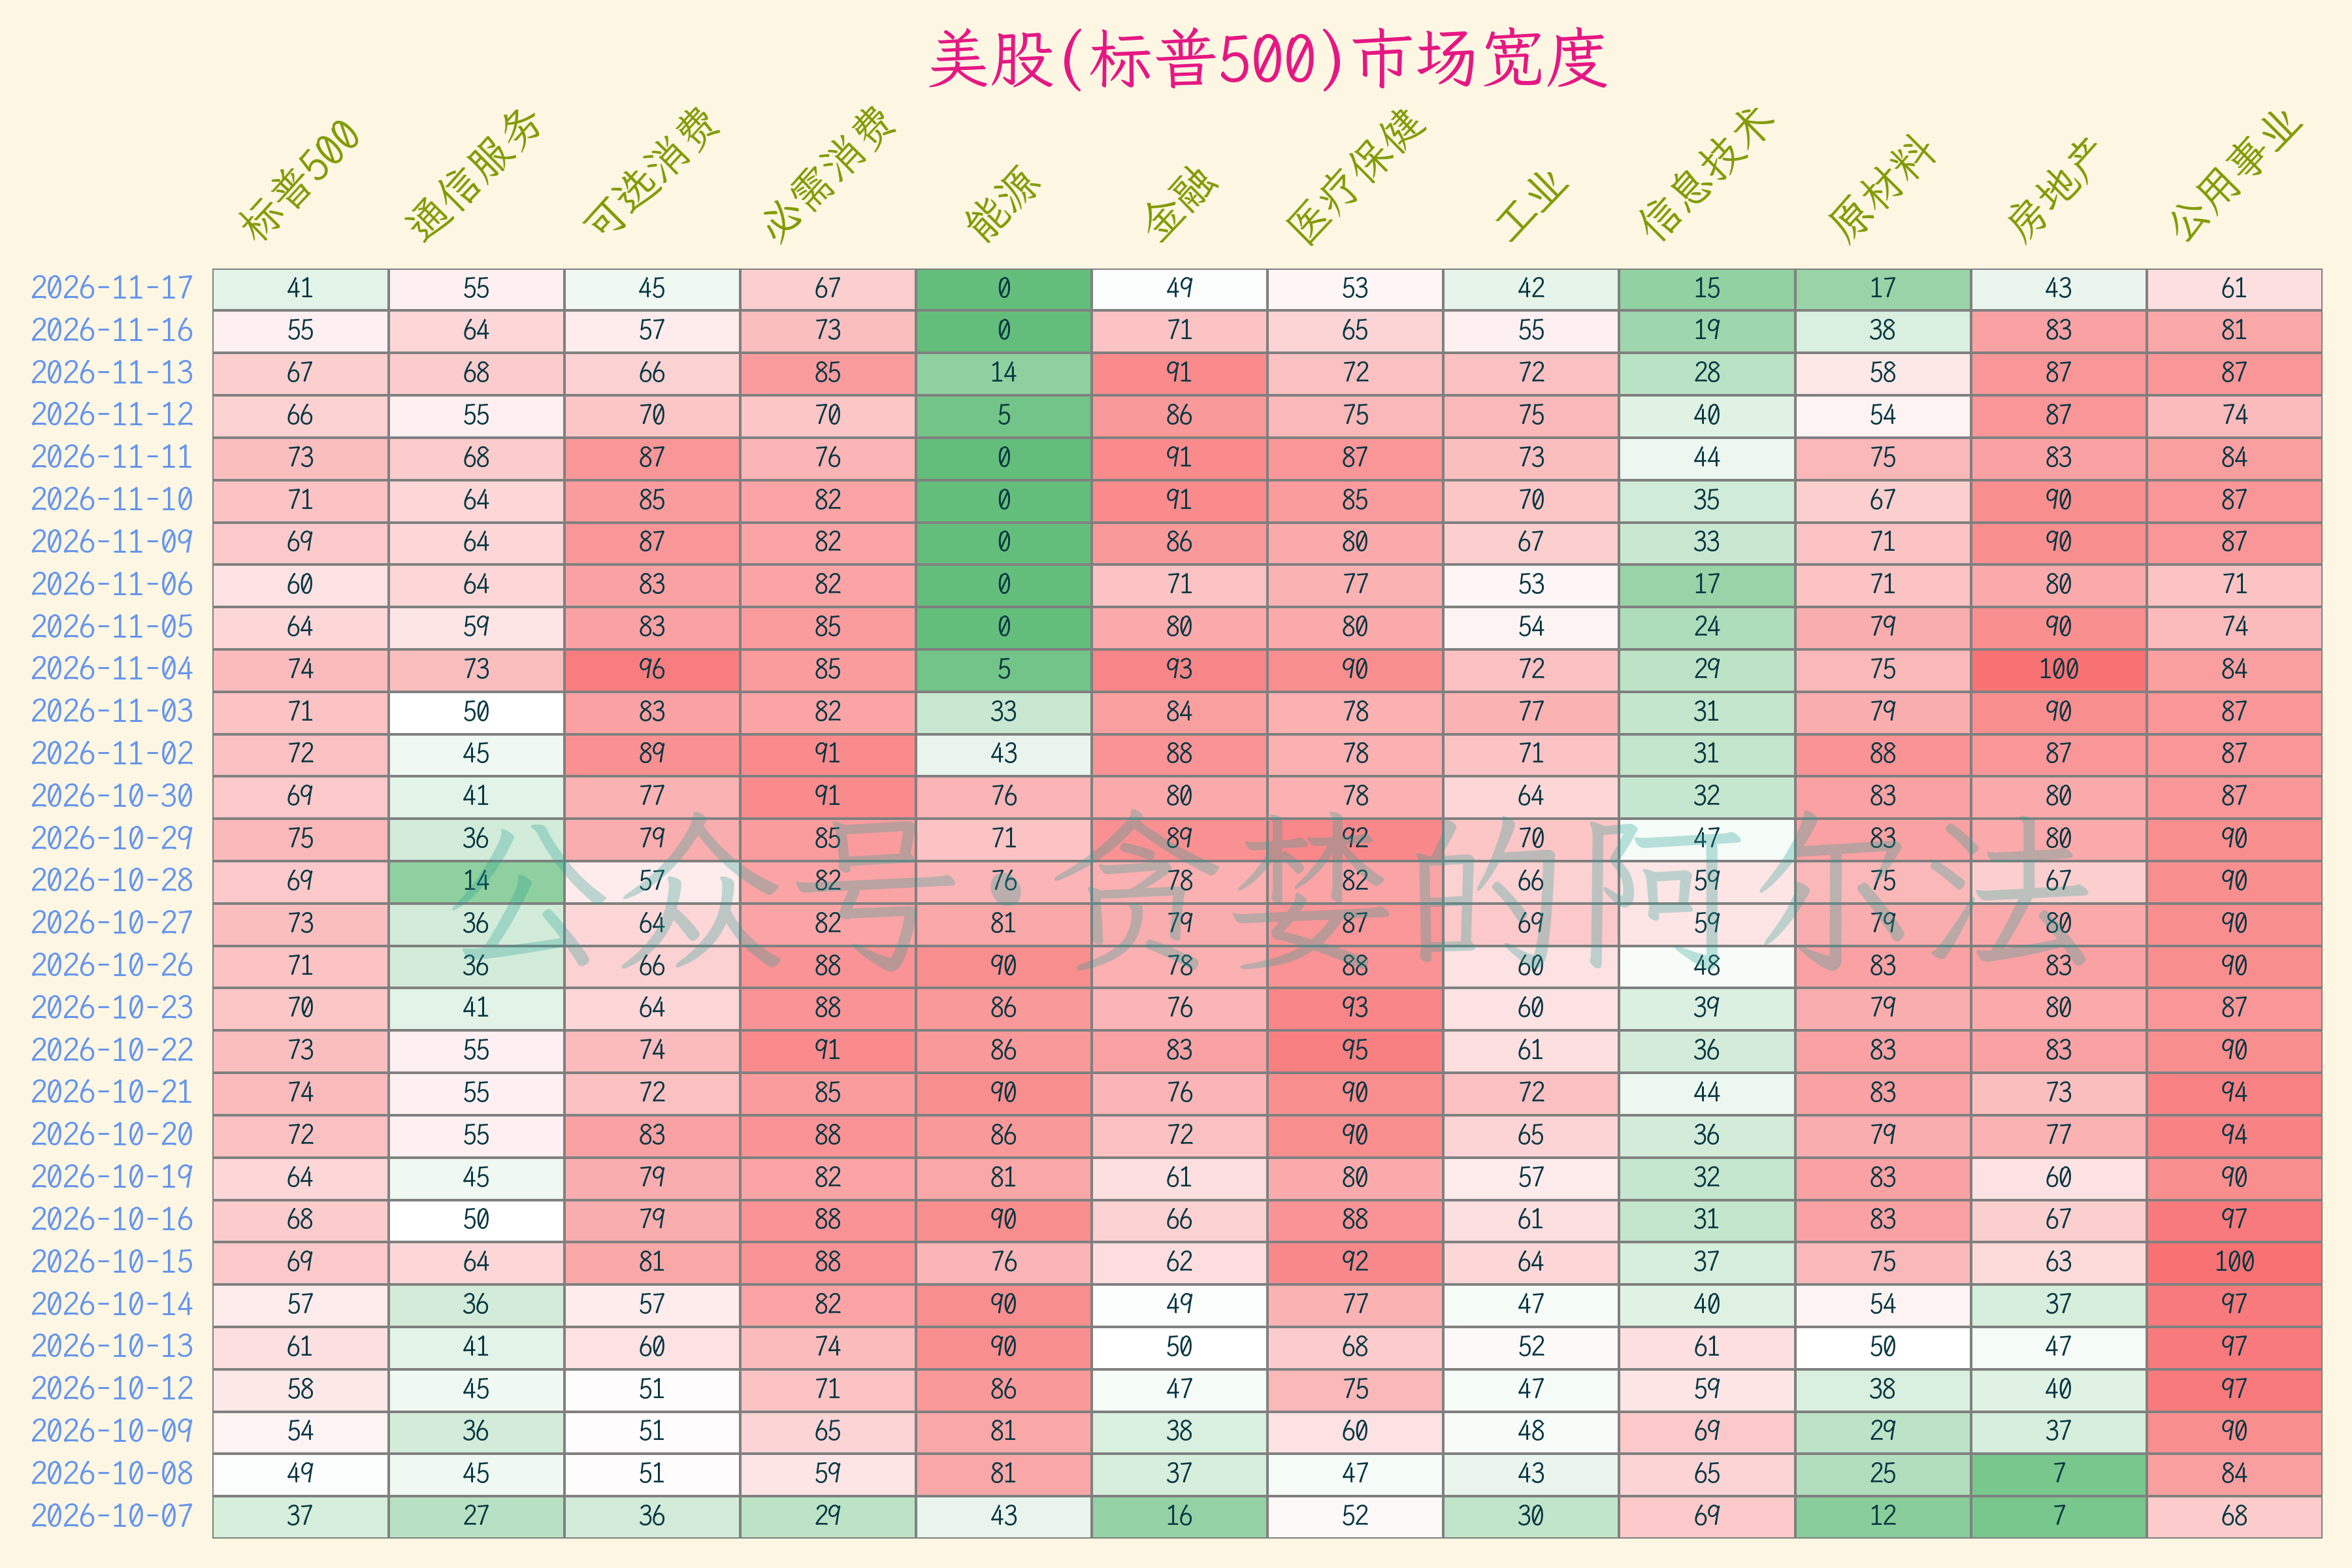 美股(标普500)市场宽度
标普500 通信服务 可选消费 必需消费 能源 金融 医疗保健 工业 信息技术 原材料 房地产 公用事业
2026-11-17 41 55 45 67 0 49 53 42 15 17 43 61
2026-11-16 55 64 57 73 0 71 65 55 19 38 83 81
2026-11-13 67 68 66 85 14 91 72 72 28 58 87 87
2026-11-12 66 55 70 70 5 86 75 75 40 54 87 74
2026-11-11 73 68 87 76 0 91 87 73 44 75 83 84
2026-11-10 71 64 85 82 0 91 85 70 35 67 90 87
2026-11-09 69 64 87 82 0 86 80 67 33 71 90 87
2026-11-06 60 64 83 82 0 71 77 53 17 71 80 71
2026-11-05 64 59 83 85 0 80 80 54 24 79 90 74
2026-11-04 74 73 96 85 5 93 90 72 29 75 100 84
2026-11-03 71 50 83 82 33 84 78 77 31 79 90 87
2026-11-02 72 45 89 91 43 88 78 71 31 88 87 87
2026-10-30 69 41 77 91 76 80 78 64 32 83 80 87
2026-10-29 75 36 79 85 71 89 92 70 47 83 80 90
2026-10-28 69 14 57 82 76 78 82 66 59 75 67 90
公众号·贪婪的阿尔法
2026-10-27 73 36 64 82 81 79 87 69 59 79 80 90
2026-10-26 71 36 66 88 90 78 88 60 48 83 83 90
2026-10-23 70 41 64 88 86 76 93 60 39 79 80 87
2026-10-22 73 55 74 91 86 83 95 61 36 83 83 90
2026-10-21 74 55 72 85 90 76 90 72 44 83 73 94
2026-10-20 72 55 83 88 86 72 90 65 36 79 77 94
2026-10-19 64 45 79 82 81 61 80 57 32 83 60 90
2026-10-16 68 50 79 88 90 66 88 61 31 83 67 97
2026-10-15 69 64 81 88 76 62 92 64 37 75 63 100
2026-10-14 57 36 57 82 90 49 77 47 40 54 37 97
2026-10-13 61 41 60 74 90 50 68 52 61 50 47 97
2026-10-12 58 45 51 71 86 47 75 47 59 38 40 97
2026-10-09 54 36 51 65 81 38 60 48 69 29 37 90
2026-10-08 49 45 51 59 81 37 47 43 65 25 7 84
2026-10-07 37 27 36 29 43 16 52 30 69 12 7 68